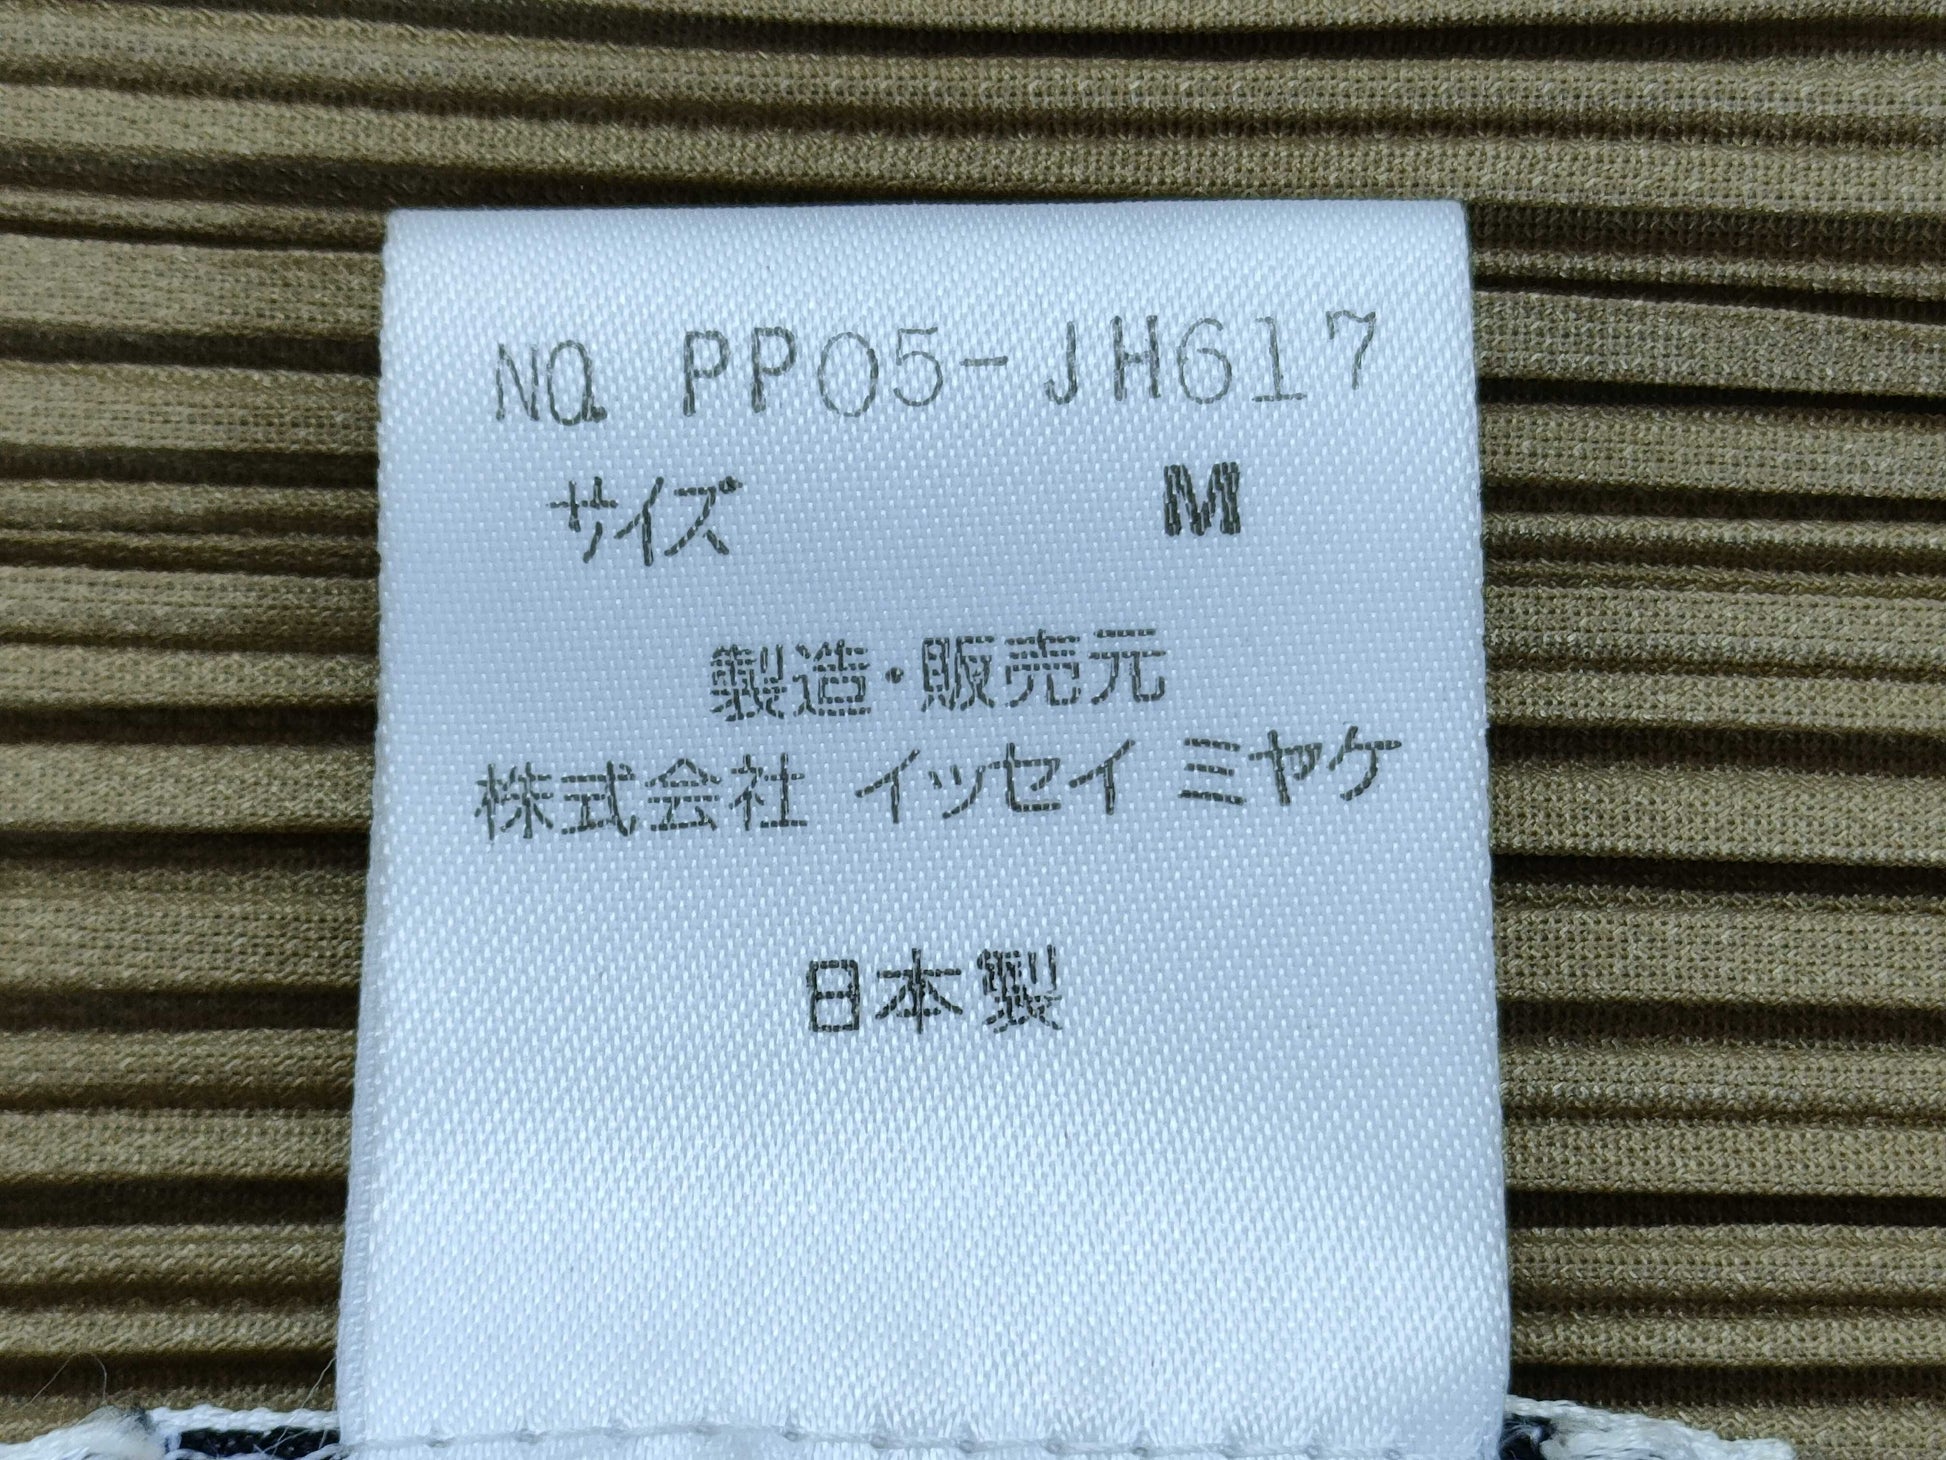 NO. PP05-JH617
サイズ M
製造・販売元
株式会社 イッセイ ミヤケ
日本製